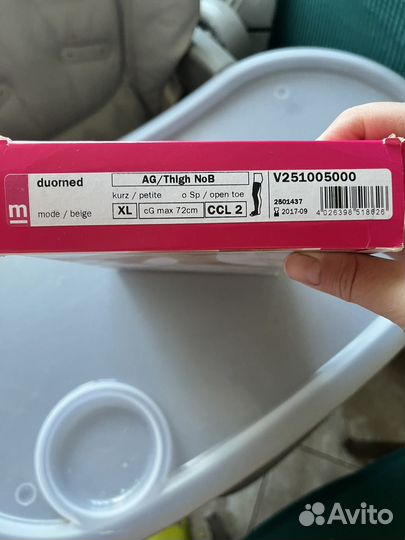 m
duomed
mode / beige
AG/Thigh NoB
kurz / petite o Sp / open toe
XL cG max 72cm CCL 2
V251005000
2501437
2017-09
4 026398 518626
Avito